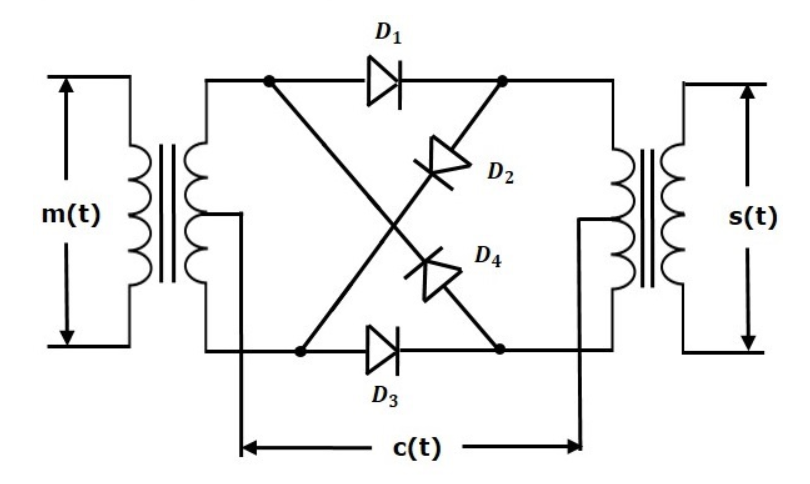 D1
D2
m(t)
s(t)
D4
D3
c(t)